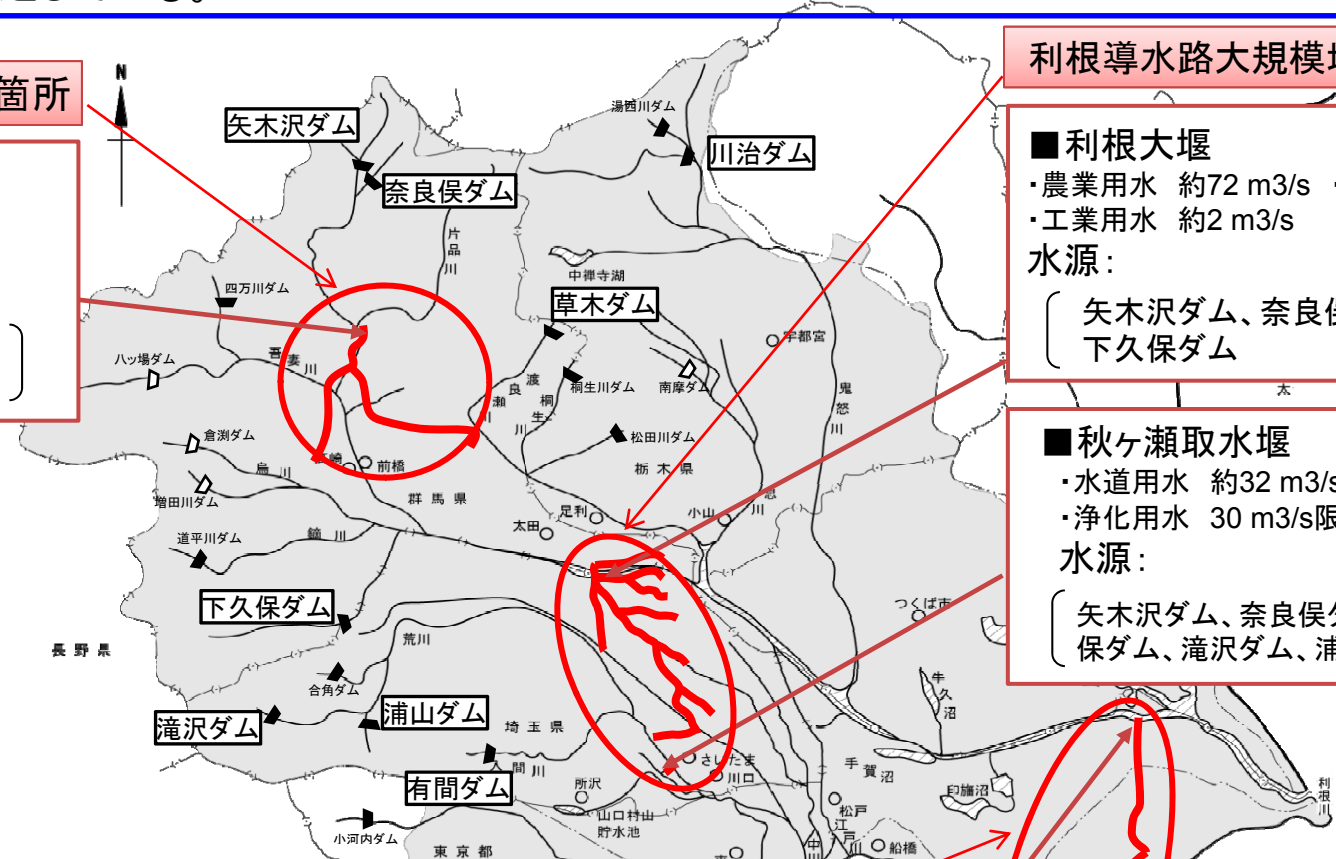 箇所
利根導水路大規模
N
矢木沢ダム
奈良俣ダム
湯西川ダム
川治ダム
片品川
中禅寺湖
四万川ダム
草木ダム
八ッ場ダム
吾妻川
宇都宮
渡良瀬川
桐生川
桐生川ダム
南摩ダム
鬼怒川
倉渕ダム
松田川ダム
栃木県
烏川
前橋
増田川ダム
群馬県
太田
足利
小山
道平川ダム
鏑川
下久保ダム
荒川
つくば市
長野県
合角ダム
牛久沼
滝沢ダム
浦山ダム
埼玉県
有間ダム
間川
所沢
さいたま
川口
手賀沼
印旛沼
利根川
山口村山
貯水池
松戸
江戸川
中川
船橋
小河内ダム
東京都
■利根大堰
・農業用水 約72 m3/s ・
・工業用水 約2 m3/s
水源:
矢木沢ダム、奈良
下久保ダム
太
■秋ヶ瀬取水堰
・水道用水 約32 m3/s
・浄化用水 30 m3/s限
水源:
矢木沢ダム、奈良俣
保ダム、滝沢ダム、浦